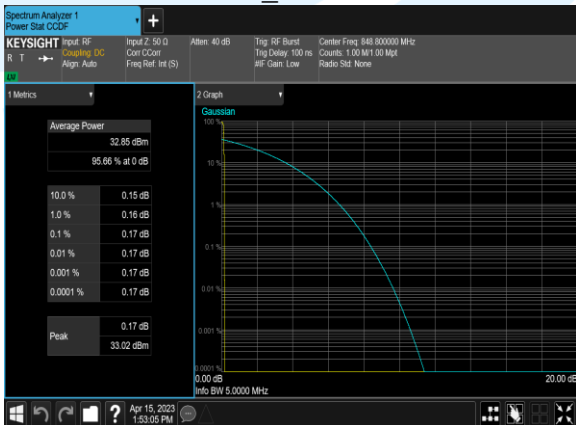 Spectrum Analyzer 1
Power Stat CCDF
+
KEYSIGHT
R T
LXI
Input: RF
Coupling: DC
Align: Auto
Input Z: 50 Ω
Corr CCorr
Freq Ref: Int (S)
Atten: 40 dB
Trig: RF Burst
Trig Delay: 100 ns
#IF Gain: Low
Center Freq: 848.800000 MHz
Counts: 1.00 M/1.00 Mpt
Radio Std: None
1 Metrics
Average Power
32.85 dBm
95.66 % at 0 dB
10.0 % 0.15 dB
1.0 % 0.16 dB
0.1 % 0.17 dB
0.01 % 0.17 dB
0.001 % 0.17 dB
0.0001 % 0.17 dB
Peak
0.17 dB
33.02 dBm
2 Graph
Gaussian
100 %
10 %
1 %
0.1 %
0.01 %
0.001 %
0.0001 %
0.00 dB 20.00 dB
Info BW 5.0000 MHz
?
Apr 15, 2023
1:53:05 PM